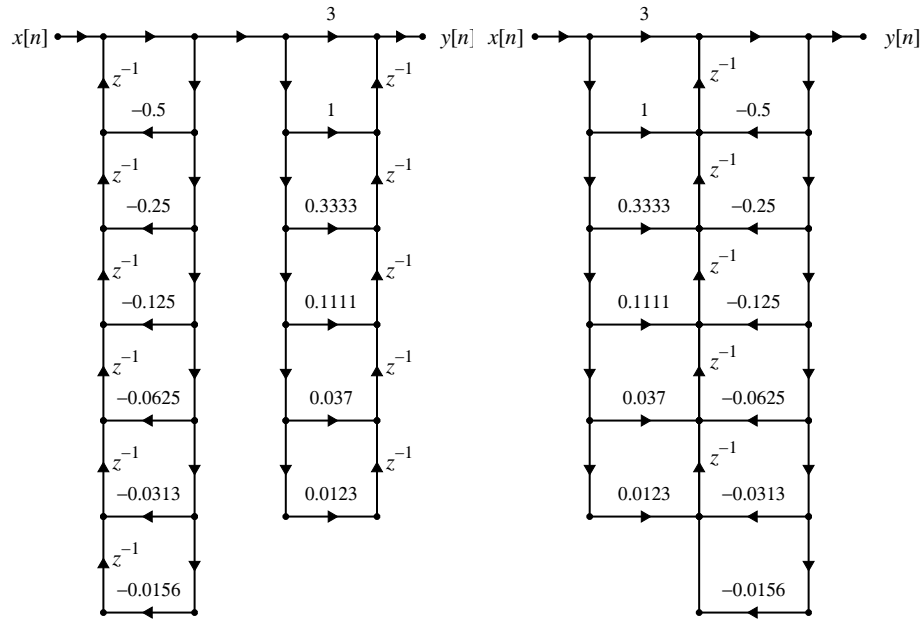 3
x[n] y[n]
z⁻¹ z⁻¹
−0.5 1
z⁻¹ z⁻¹
−0.25 0.3333
z⁻¹ z⁻¹
−0.125 0.1111
z⁻¹ z⁻¹
−0.0625 0.037
z⁻¹ z⁻¹
−0.0313 0.0123
z⁻¹
−0.0156
3
x[n] y[n]
z⁻¹
1 −0.5
z⁻¹
0.3333 −0.25
z⁻¹
0.1111 −0.125
z⁻¹
0.037 −0.0625
z⁻¹
0.0123 −0.0313
−0.0156